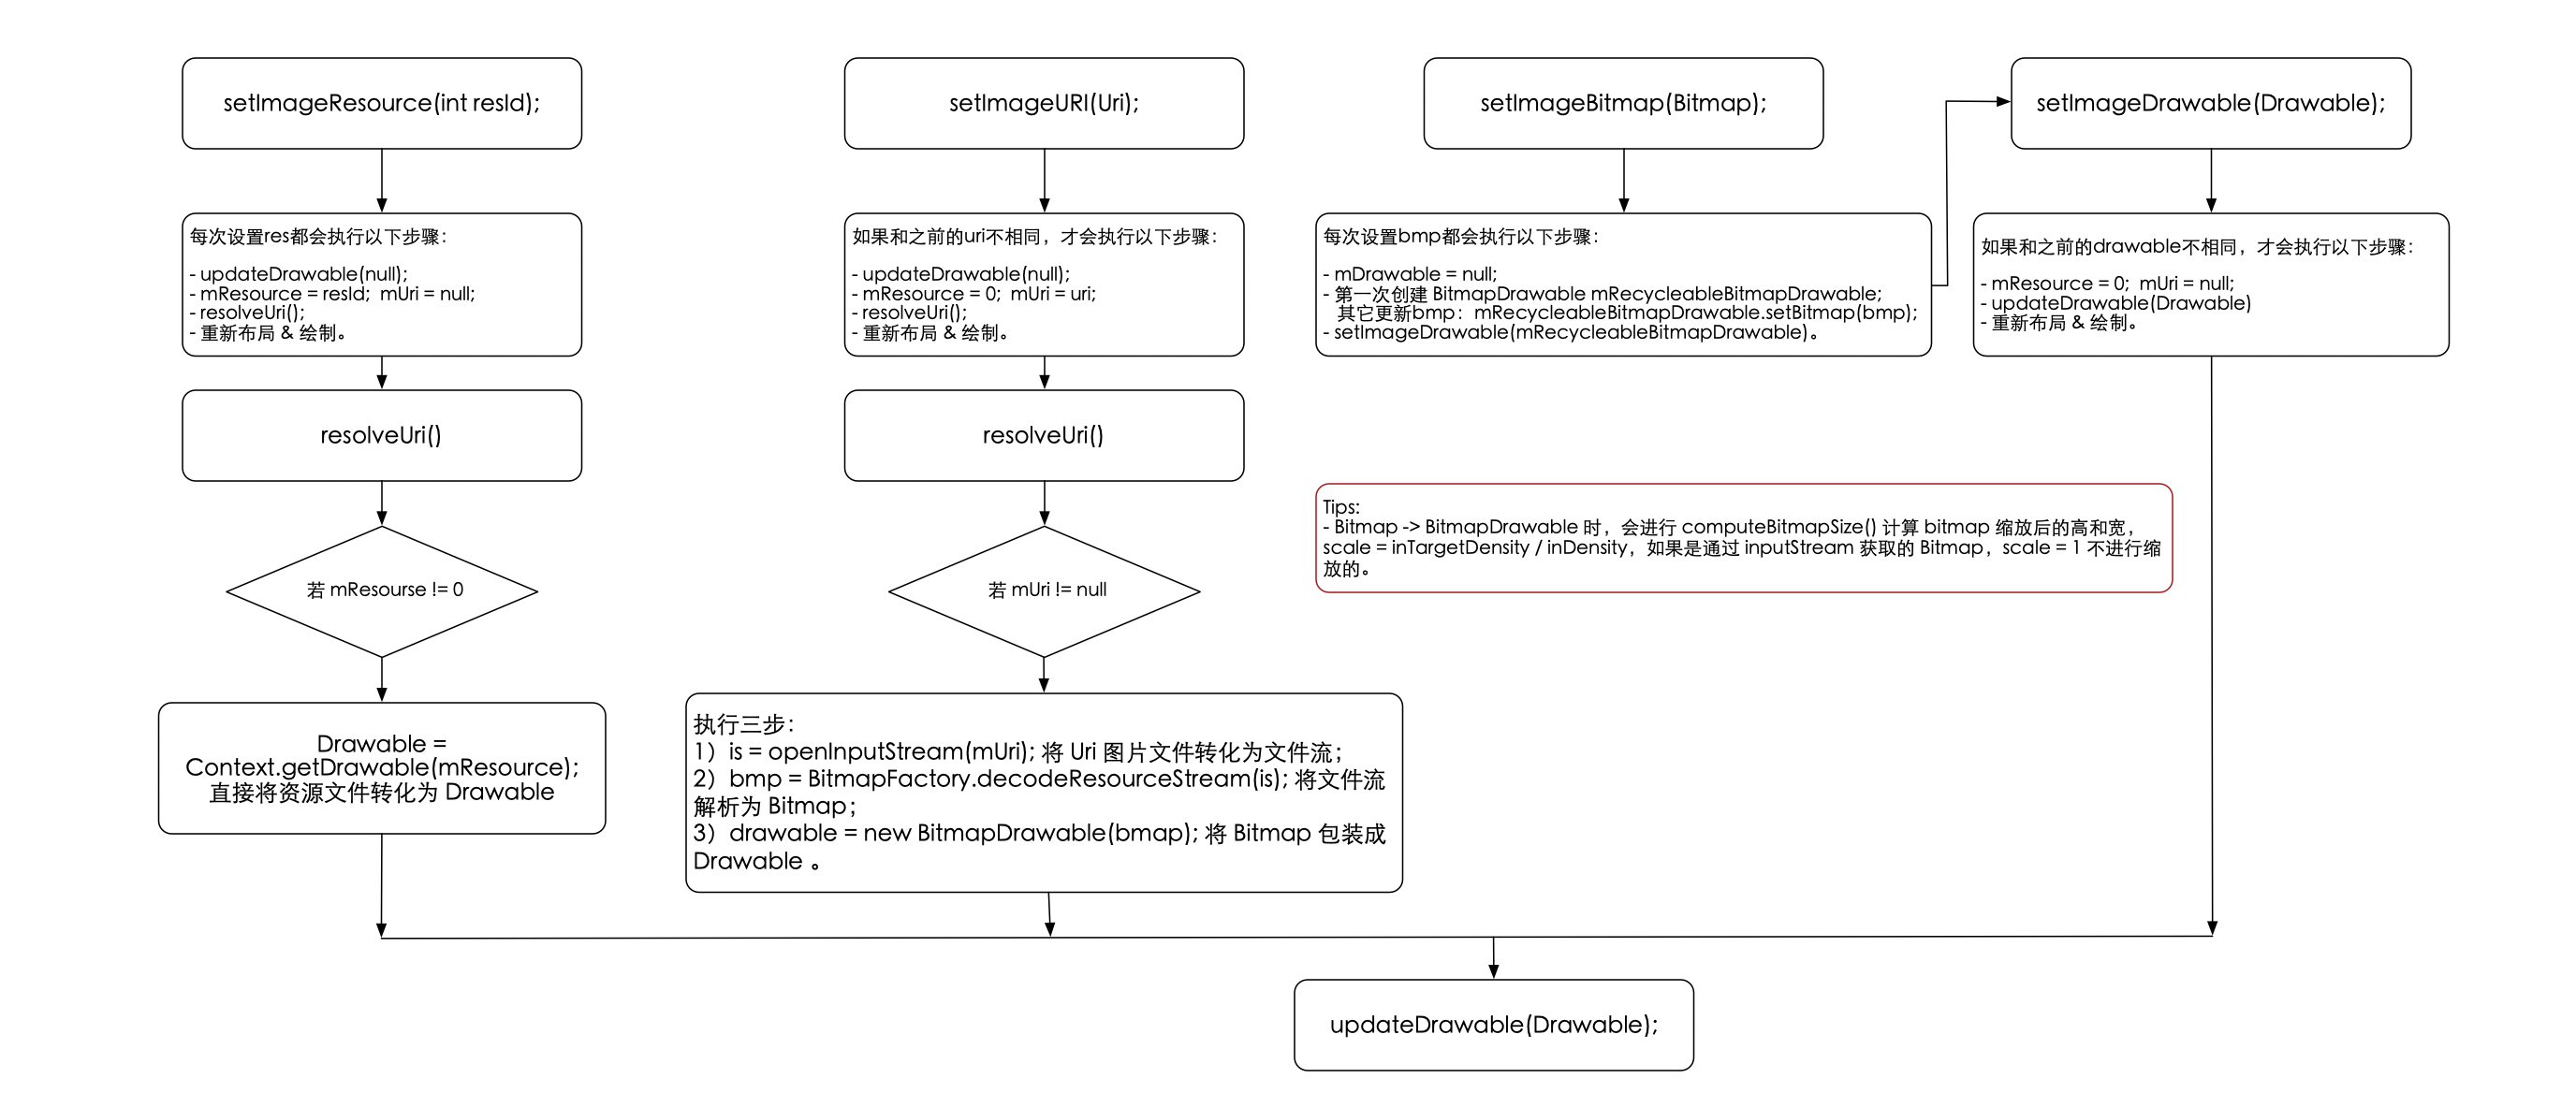 setImageResource(int resId);
每次设置res都会执行以下步骤：
- updateDrawable(null);
- mResource = resId;  mUri = null;
- resolveUri();
- 重新布局 & 绘制。
resolveUri()
若 mResourse != 0
Drawable =
Context.getDrawable(mResource);
直接将资源文件转化为 Drawable
setImageURI(Uri);
如果和之前的uri不相同，才会执行以下步骤：
- updateDrawable(null);
- mResource = 0;  mUri = uri;
- resolveUri();
- 重新布局 & 绘制。
resolveUri()
若 mUri != null
执行三步：
1）is = openInputStream(mUri); 将 Uri 图片文件转化为文件流；
2）bmp = BitmapFactory.decodeResourceStream(is); 将文件流
解析为 Bitmap；
3）drawable = new BitmapDrawable(bmap); 将 Bitmap 包装成
Drawable 。
setImageBitmap(Bitmap);
每次设置bmp都会执行以下步骤：
- mDrawable = null;
- 第一次创建 BitmapDrawable mRecycleableBitmapDrawable;
其它更新bmp：mRecycleableBitmapDrawable.setBitmap(bmp);
- setImageDrawable(mRecycleableBitmapDrawable)。
setImageDrawable(Drawable);
如果和之前的drawable不相同，才会执行以下步骤：
- mResource = 0;  mUri = null;
- updateDrawable(Drawable)
- 重新布局 & 绘制。
Tips:
- Bitmap -> BitmapDrawable 时，会进行 computeBitmapSize() 计算 bitmap 缩放后的高和宽，
scale = inTargetDensity / inDensity，如果是通过 inputStream 获取的 Bitmap，scale = 1 不进行缩
放的。
updateDrawable(Drawable);